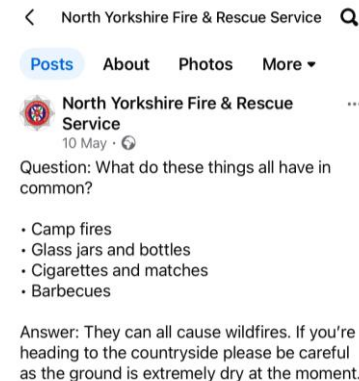 North Yorkshire Fire & Rescue Service
Posts About Photos More
North Yorkshire Fire & Rescue
Service
10 May ·
Question: What do these things all have in
common?
• Camp fires
• Glass jars and bottles
• Cigarettes and matches
• Barbecues
Answer: They can all cause wildfires. If you're
heading to the countryside please be careful
as the ground is extremely dry at the moment.